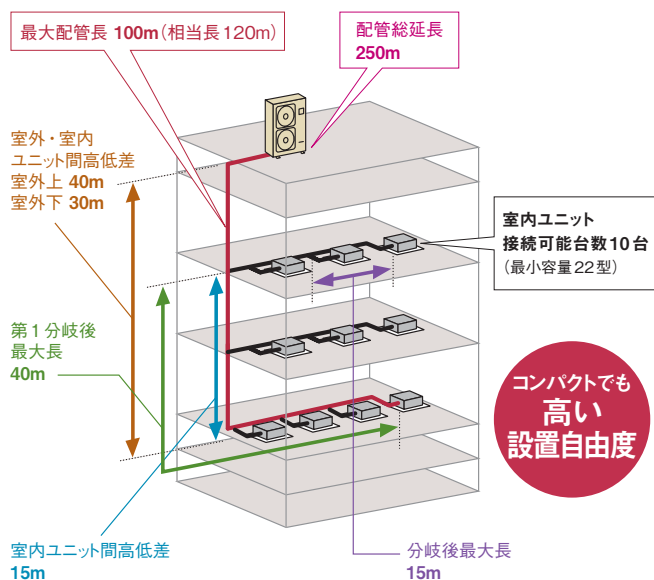 最大配管長 100m（相当長120m）
配管総延長
250m
室外・室内
ユニット間高低差
室外上 40m
室外下 30m
室内ユニット
接続可能台数10台
（最小容量22型）
第1分岐後
最大長
40m
コンパクトでも
高い
設置自由度
室内ユニット間高低差
15m
分岐後最大長
15m